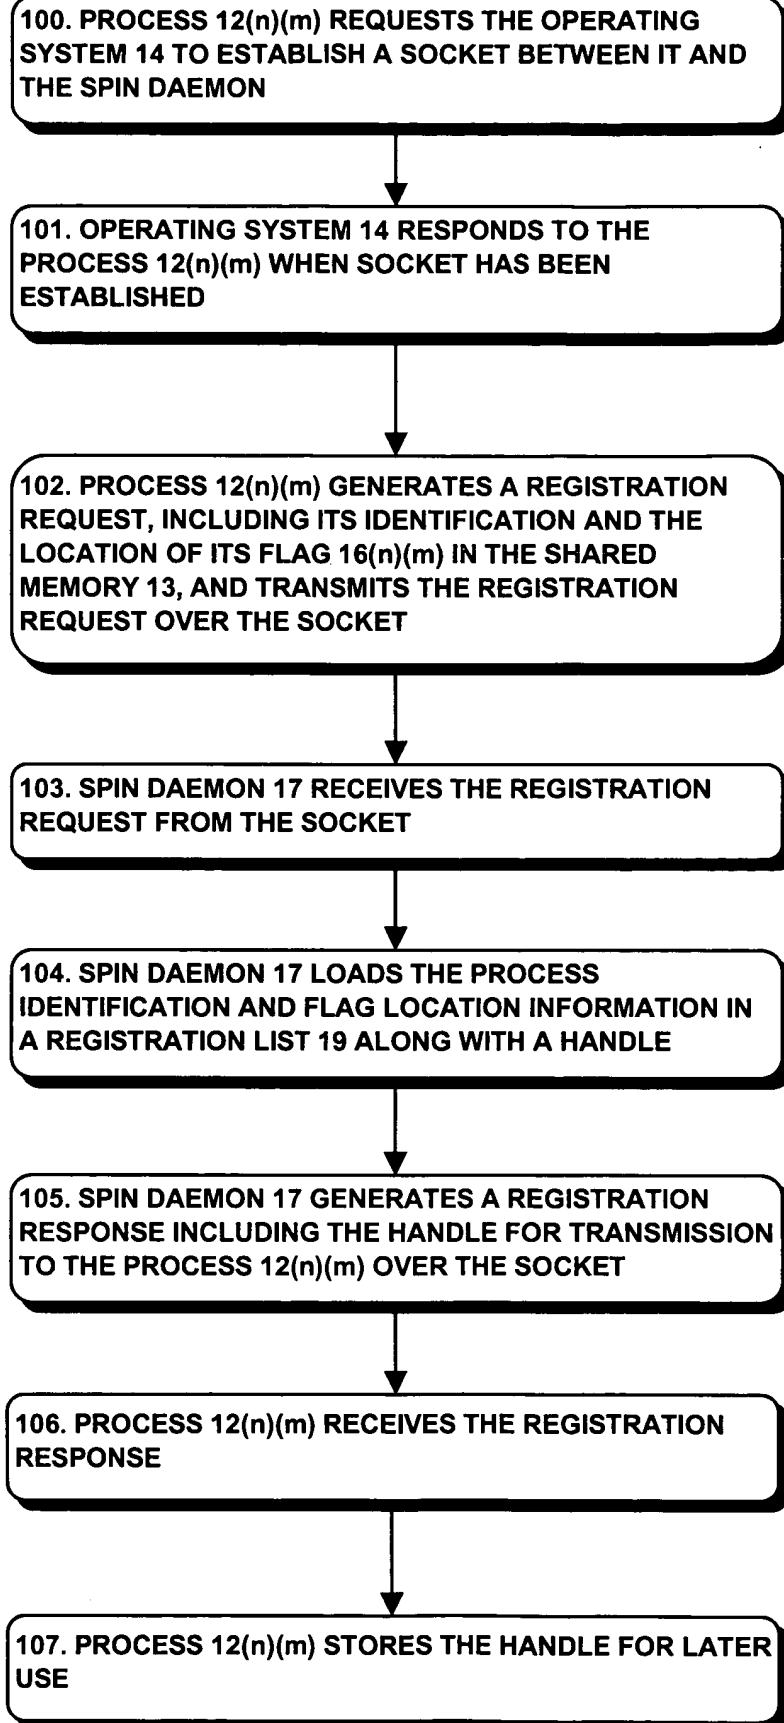 100. PROCESS 12(n)(m) REQUESTS THE OPERATING
SYSTEM 14 TO ESTABLISH A SOCKET BETWEEN IT AND
THE SPIN DAEMON
101. OPERATING SYSTEM 14 RESPONDS TO THE
PROCESS 12(n)(m) WHEN SOCKET HAS BEEN
ESTABLISHED
102. PROCESS 12(n)(m) GENERATES A REGISTRATION
REQUEST, INCLUDING ITS IDENTIFICATION AND THE
LOCATION OF ITS FLAG 16(n)(m) IN THE SHARED
MEMORY 13, AND TRANSMITS THE REGISTRATION
REQUEST OVER THE SOCKET
103. SPIN DAEMON 17 RECEIVES THE REGISTRATION
REQUEST FROM THE SOCKET
104. SPIN DAEMON 17 LOADS THE PROCESS
IDENTIFICATION AND FLAG LOCATION INFORMATION IN
A REGISTRATION LIST 19 ALONG WITH A HANDLE
105. SPIN DAEMON 17 GENERATES A REGISTRATION
RESPONSE INCLUDING THE HANDLE FOR TRANSMISSION
TO THE PROCESS 12(n)(m) OVER THE SOCKET
106. PROCESS 12(n)(m) RECEIVES THE REGISTRATION
RESPONSE
107. PROCESS 12(n)(m) STORES THE HANDLE FOR LATER
USE